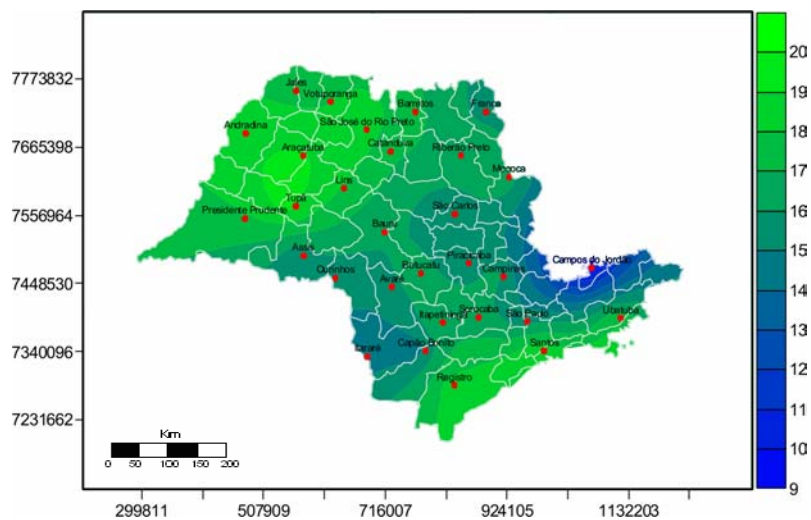 7773832
7665398
7556964
7448530
7340096
7231662
Jales
Votuporanga
Barretos
Franca
Andradina
São José do Rio Preto
Catanduva
Araçatuba
Ribeirão Preto
Mococa
Lins
Tupã
Presidente Prudente
São Carlos
Bauru
Assis
Ourinhos
Botucatu
Piracicaba
Campos do Jordão
Avaré
Campinas
Itapetininga
Sorocaba
São Paulo
Ubatuba
Itararé
Capão Bonito
Santos
Registro
Km
0 50 100 150 200
299811 507909 716007 924105 1132203
20
19
18
17
16
15
14
13
12
11
10
9